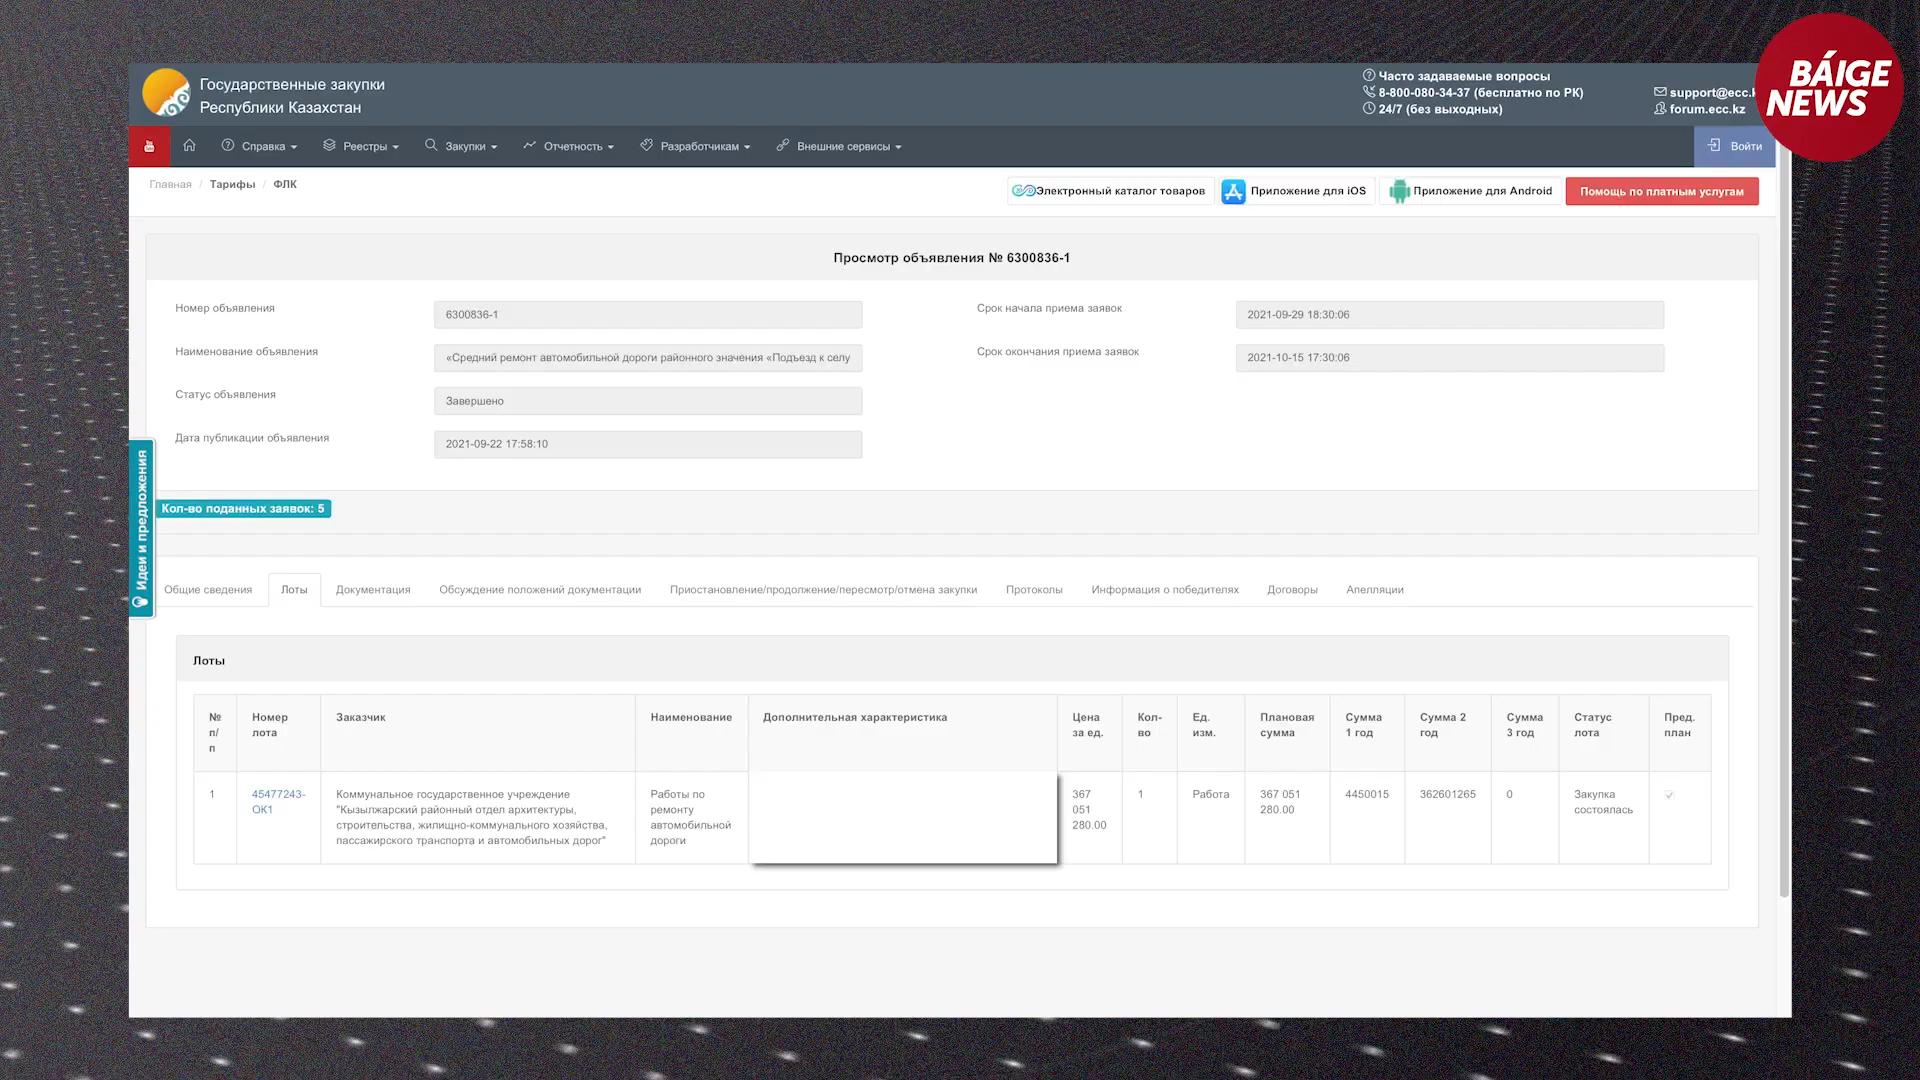 Государственные закупки
Республики Казахстан
Часто задаваемые вопросы
8-800-080-34-37 (бесплатно по РК)
24/7 (без выходных)
support@ecc.k
forum.ecc.kz
BÁIGE
NEWS
Справка
Реестры
Закупки
Отчетность
Разработчикам
Внешние сервисы
Войти
Главная / Тарифы / ФЛК
Электронный каталог товаров
Приложение для iOS
Приложение для Android
Помощь по платным услугам
Просмотр объявления № 6300836-1
Номер объявления
6300836-1
Срок начала приема заявок
2021-09-29 18:30:06
Наименование объявления
«Средний ремонт автомобильной дороги районного значения «Подъезд к селу
Срок окончания приема заявок
2021-10-15 17:30:06
Статус объявления
Завершено
Дата публикации объявления
2021-09-22 17:58:10
Идеи и предложения
Кол-во поданных заявок: 5
Общие сведения
Лоты
Документация
Обсуждение положений документации
Приостановление/продолжение/пересмотр/отмена закупки
Протоколы
Информация о победителях
Договоры
Апелляции
Лоты
№ п/п
Номер лота
Заказчик
Наименование
Дополнительная характеристика
Цена за ед.
Кол-во
Ед. изм.
Плановая сумма
Сумма 1 год
Сумма 2 год
Сумма 3 год
Статус лота
Пред. план
1
45477243-ОК1
Коммунальное государственное учреждение
"Кызылжарский районный отдел архитектуры,
строительства, жилищно-коммунального хозяйства,
пассажирского транспорта и автомобильных дорог"
Работы по
ремонту
автомобильной
дороги
367 051 280.00
1
Работа
367 051 280.00
4450015
362601265
0
Закупка состоялась